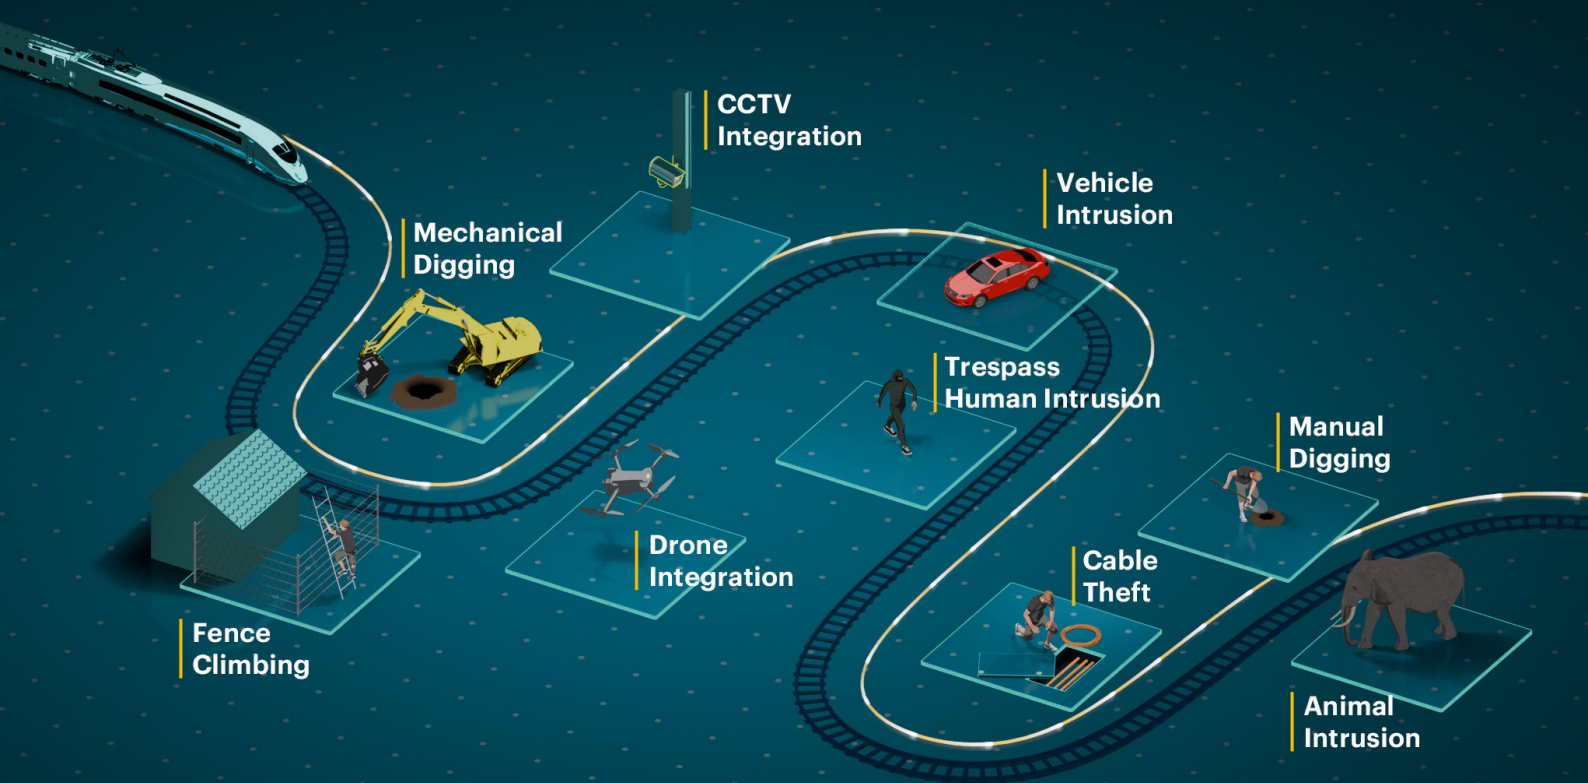 CCTV
Integration
Vehicle
Intrusion
Mechanical
Digging
Trespass
Human Intrusion
Manual
Digging
Drone
Integration
Cable
Theft
Fence
Climbing
Animal
Intrusion